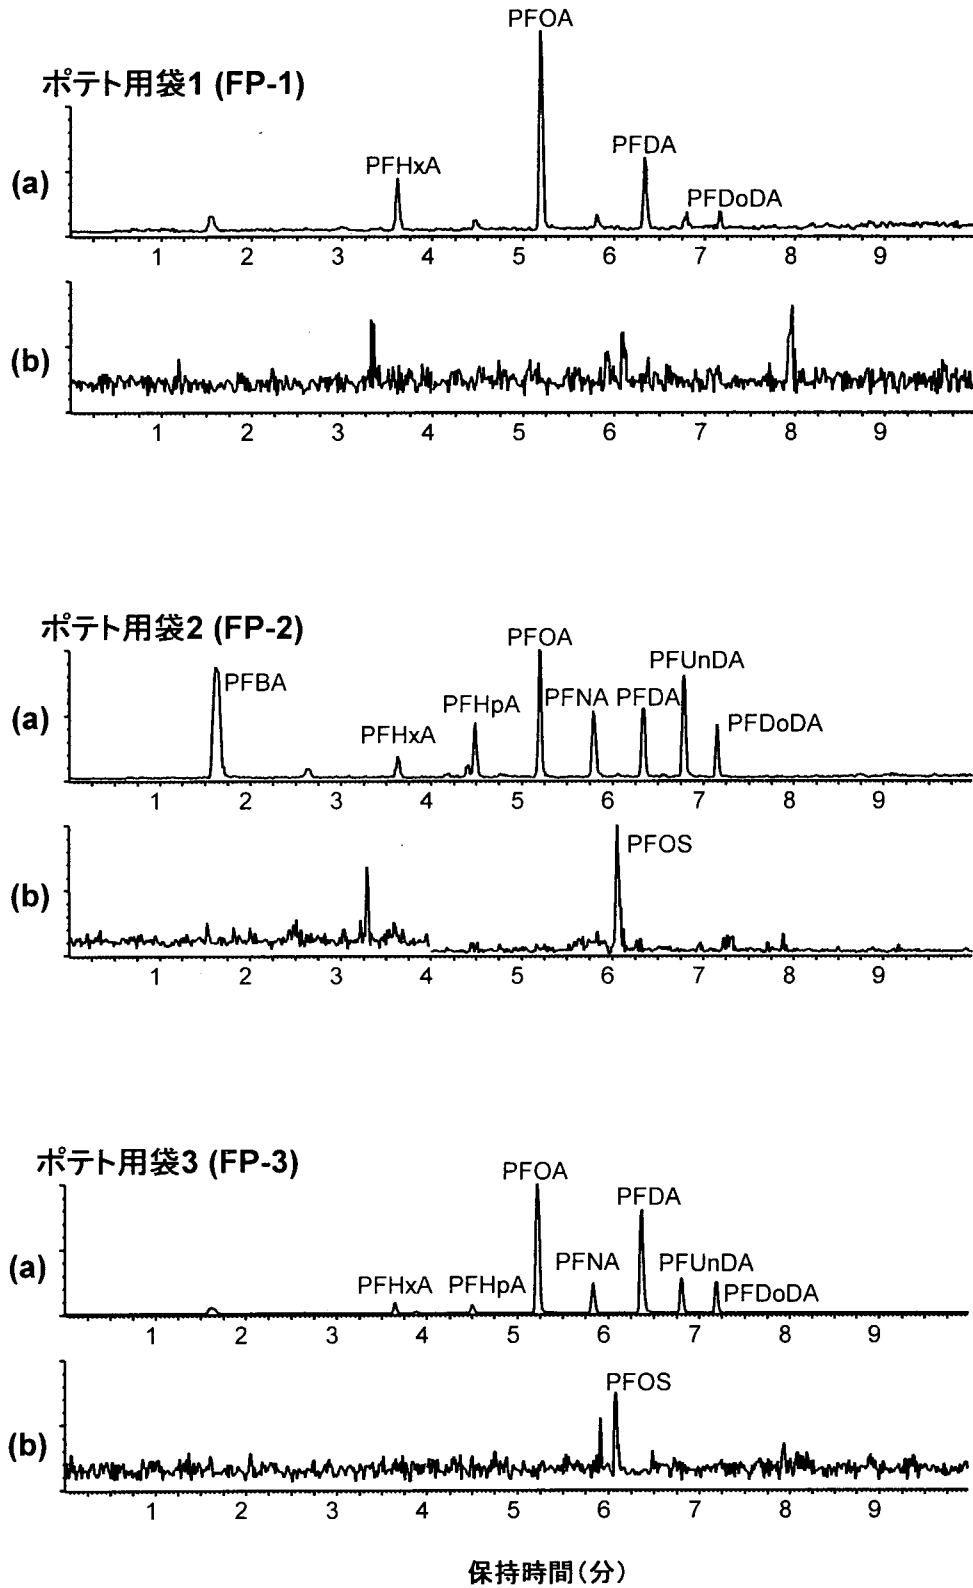 PFOA
ポテト用袋1 (FP-1)
PFHxA
PFDA
PFDoDA
(a)
1 2 3 4 5 6 7 8 9
(b)
1 2 3 4 5 6 7 8 9
ポテト用袋2 (FP-2)
PFOA
PFUnDA
PFBA
PFNA PFDA
PFHpA
PFHxA
PFDoDA
(a)
1 2 3 4 5 6 7 8 9
PFOS
(b)
1 2 3 4 5 6 7 8 9
ポテト用袋3 (FP-3)
PFOA
PFDA
PFNA
PFUnDA
PFHxA PFHpA
PFDoDA
(a)
1 2 3 4 5 6 7 8 9
PFOS
(b)
1 2 3 4 5 6 7 8 9
保持時間(分)